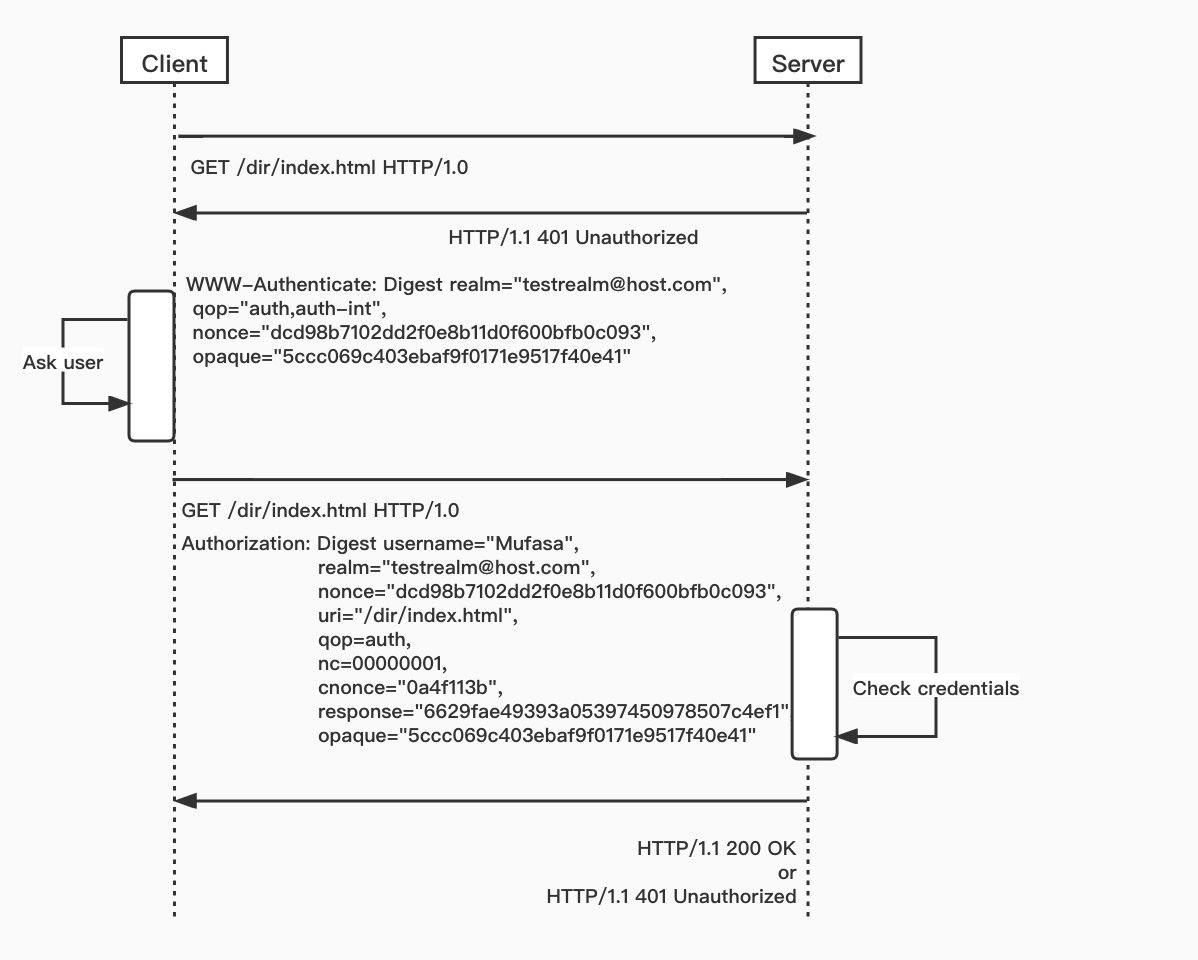 Client
Server
GET /dir/index.html HTTP/1.0
HTTP/1.1 401 Unauthorized
WWW-Authenticate: Digest realm="testrealm@host.com",
qop="auth,auth-int",
nonce="dcd98b7102dd2f0e8b11d0f600bfb0c093",
opaque="5ccc069c403ebaf9f0171e9517f40e41"
Ask user
GET /dir/index.html HTTP/1.0
Authorization: Digest username="Mufasa",
realm="testrealm@host.com",
nonce="dcd98b7102dd2f0e8b11d0f600bfb0c093",
uri="/dir/index.html",
qop=auth,
nc=00000001,
cnonce="0a4f113b",
response="6629fae49393a05397450978507c4ef1"
opaque="5ccc069c403ebaf9f0171e9517f40e41"
Check credentials
HTTP/1.1 200 OK
or
HTTP/1.1 401 Unauthorized